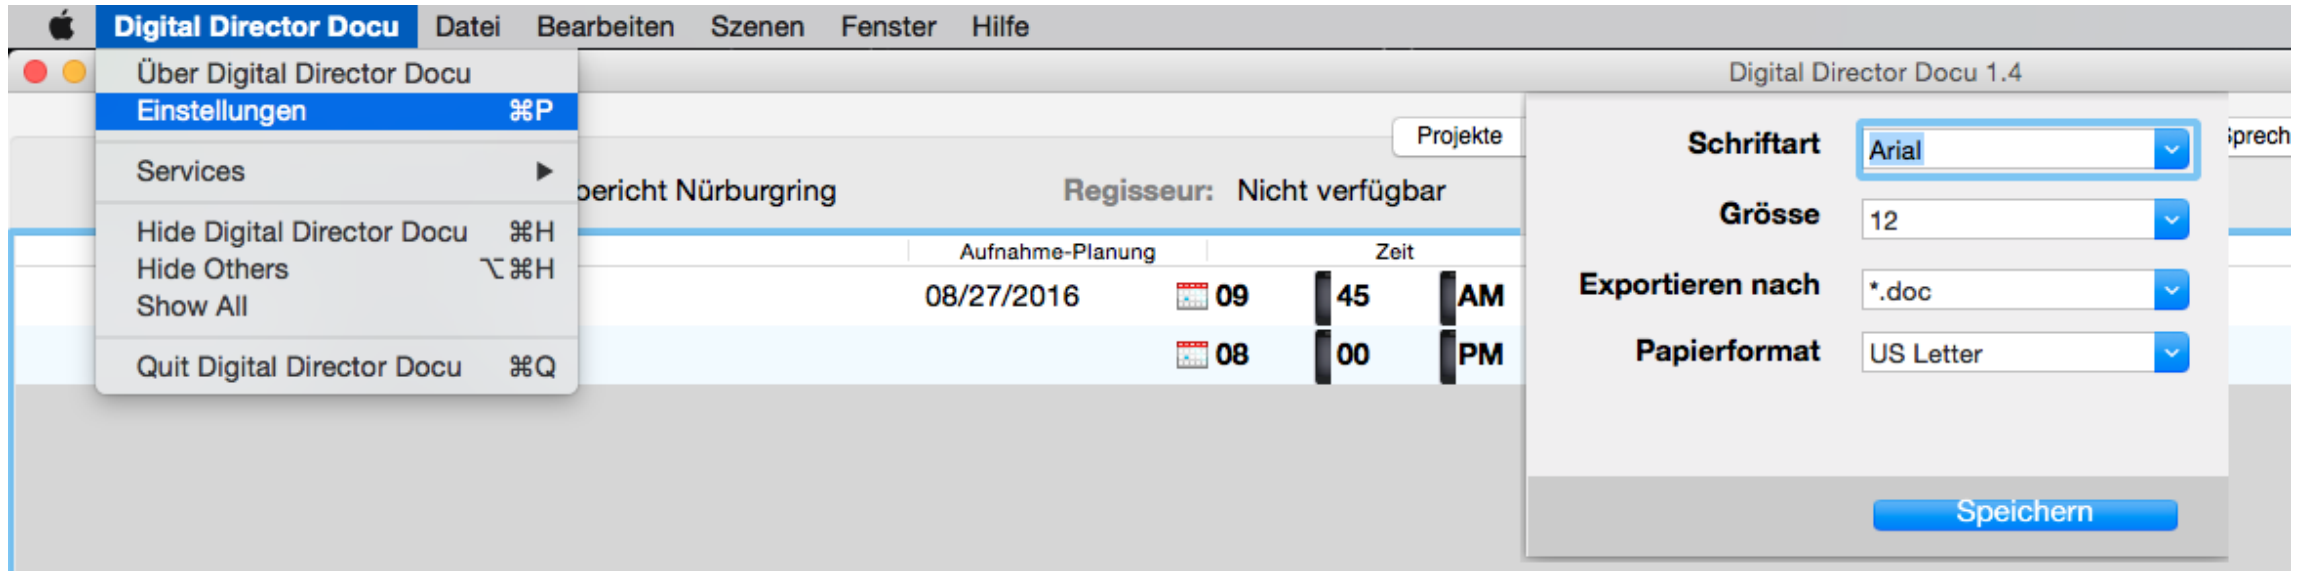 Digital Director Docu Datei Bearbeiten Szenen Fenster Hilfe
Digital Director Docu 1.4
Über Digital Director Docu
Einstellungen ⌘P
Services ▶
Hide Digital Director Docu ⌘H
Hide Others ⌥⌘H
Show All
Quit Digital Director Docu ⌘Q
Projekte
Sprech
bericht Nürburgring Regisseur: Nicht verfügbar
Aufnahme-Planung Zeit
08/27/2016 09 45 AM
08 00 PM
Schriftart Arial
Grösse 12
Exportieren nach *.doc
Papierformat US Letter
Speichern